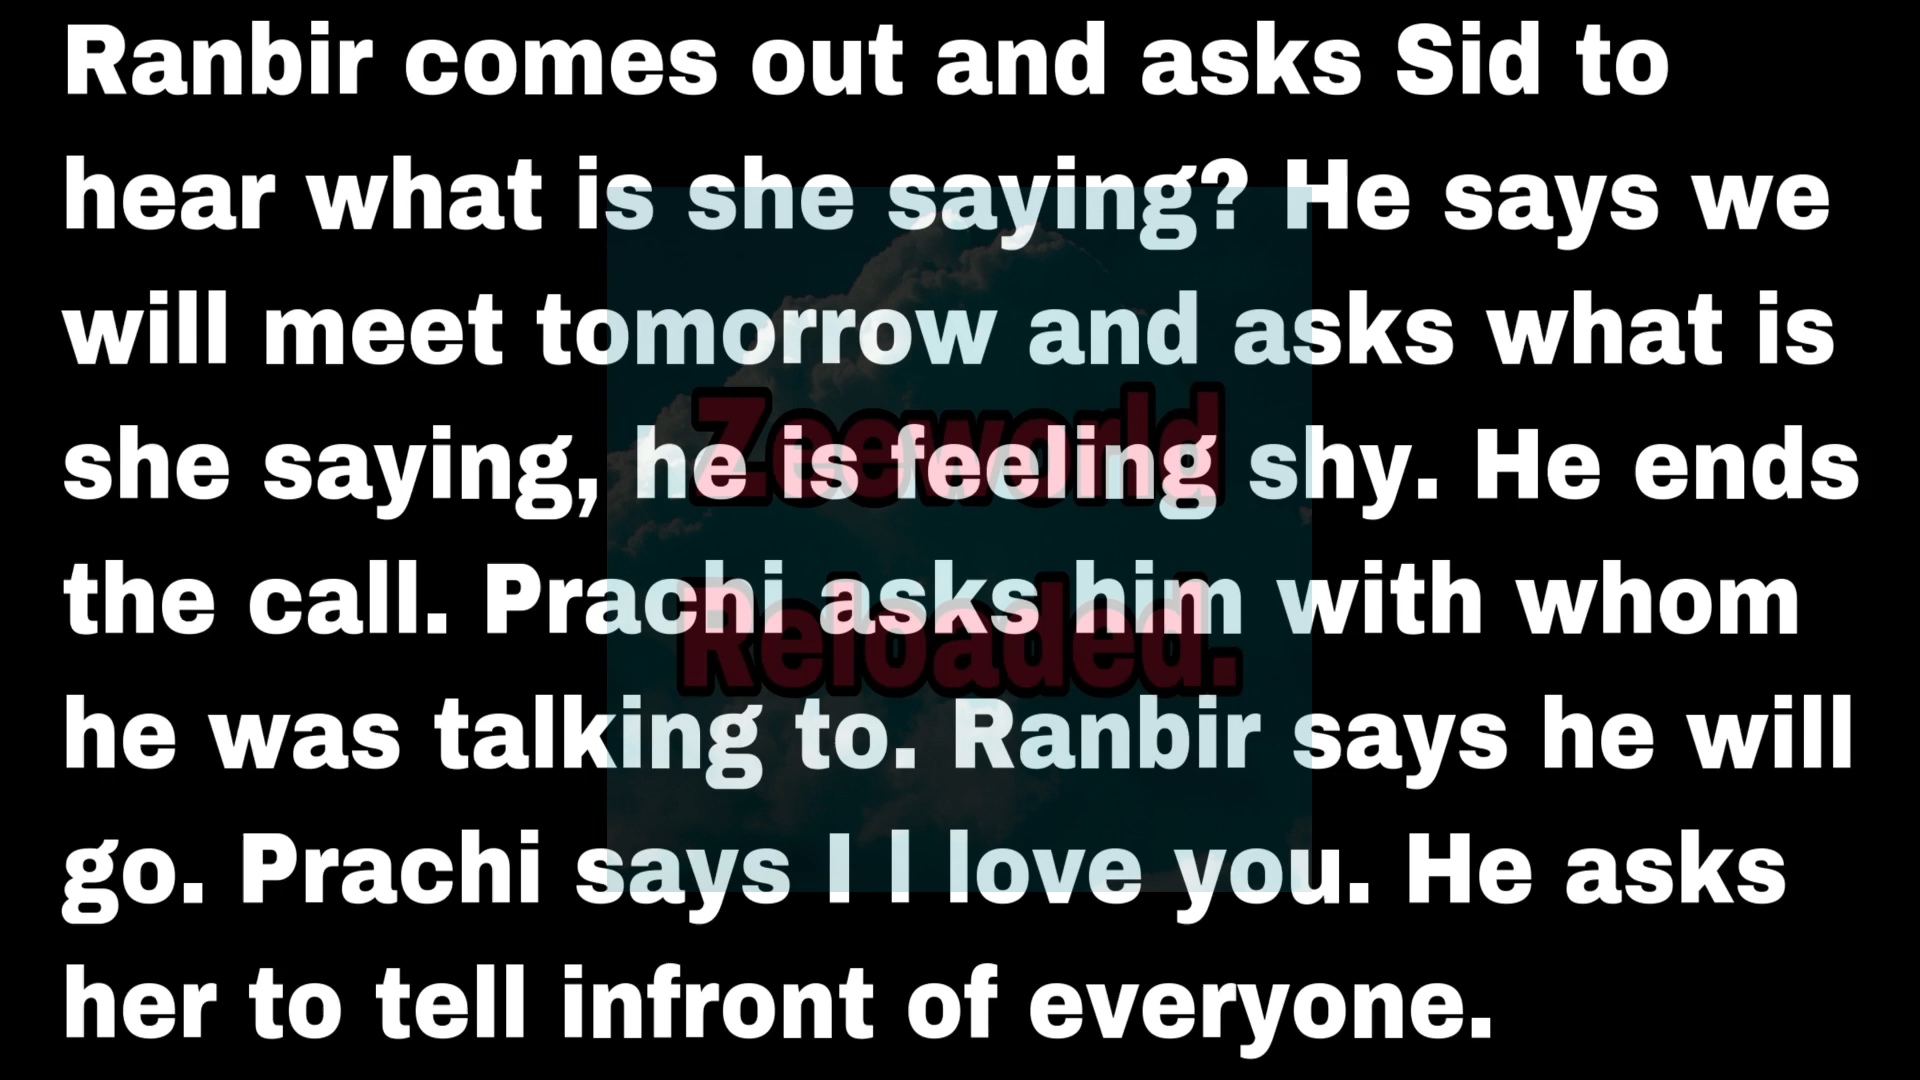 Ranbir comes out and asks Sid to
hear what is she saying? He says we
will meet tomorrow and asks what is
she saying, he is feeling shy. He ends
the call. Prachi asks him with whom
he was talking to. Ranbir says he will
go. Prachi says I I love you. He asks
her to tell infront of everyone.
Zeeworld
Reloaded.